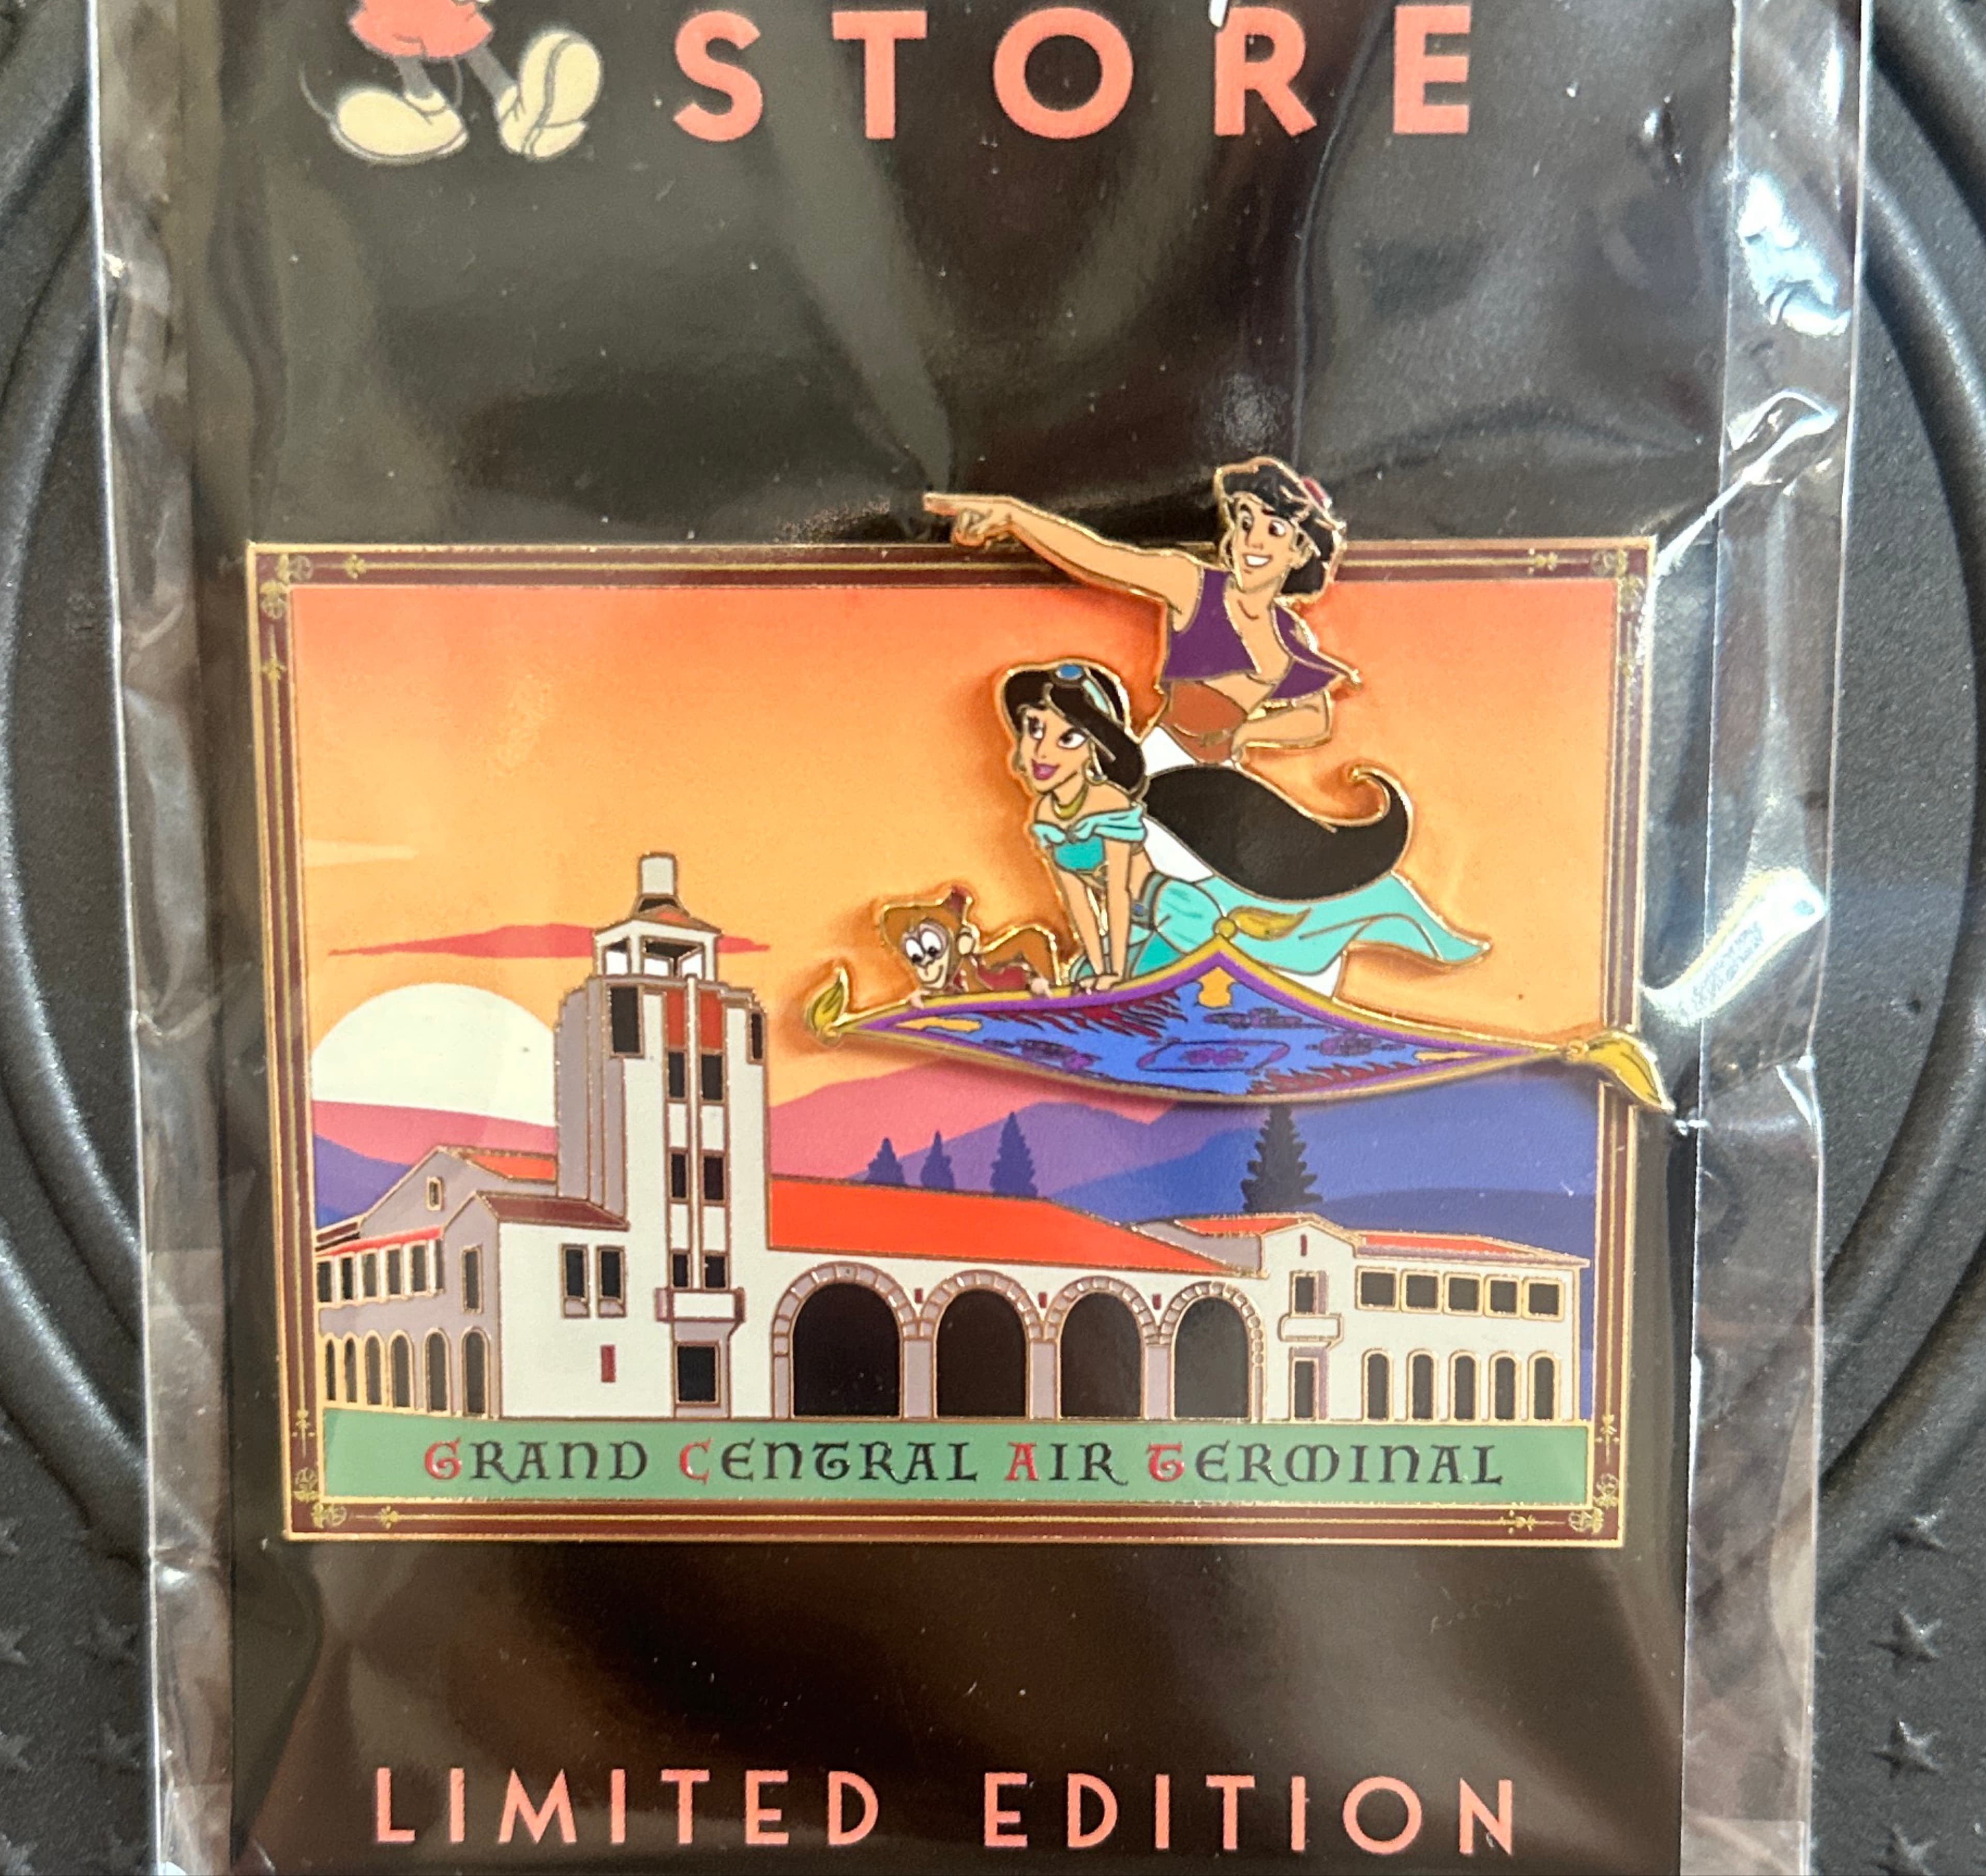 STORE
GRAND CENTRAL AIR TERMINAL
LIMITED EDITION